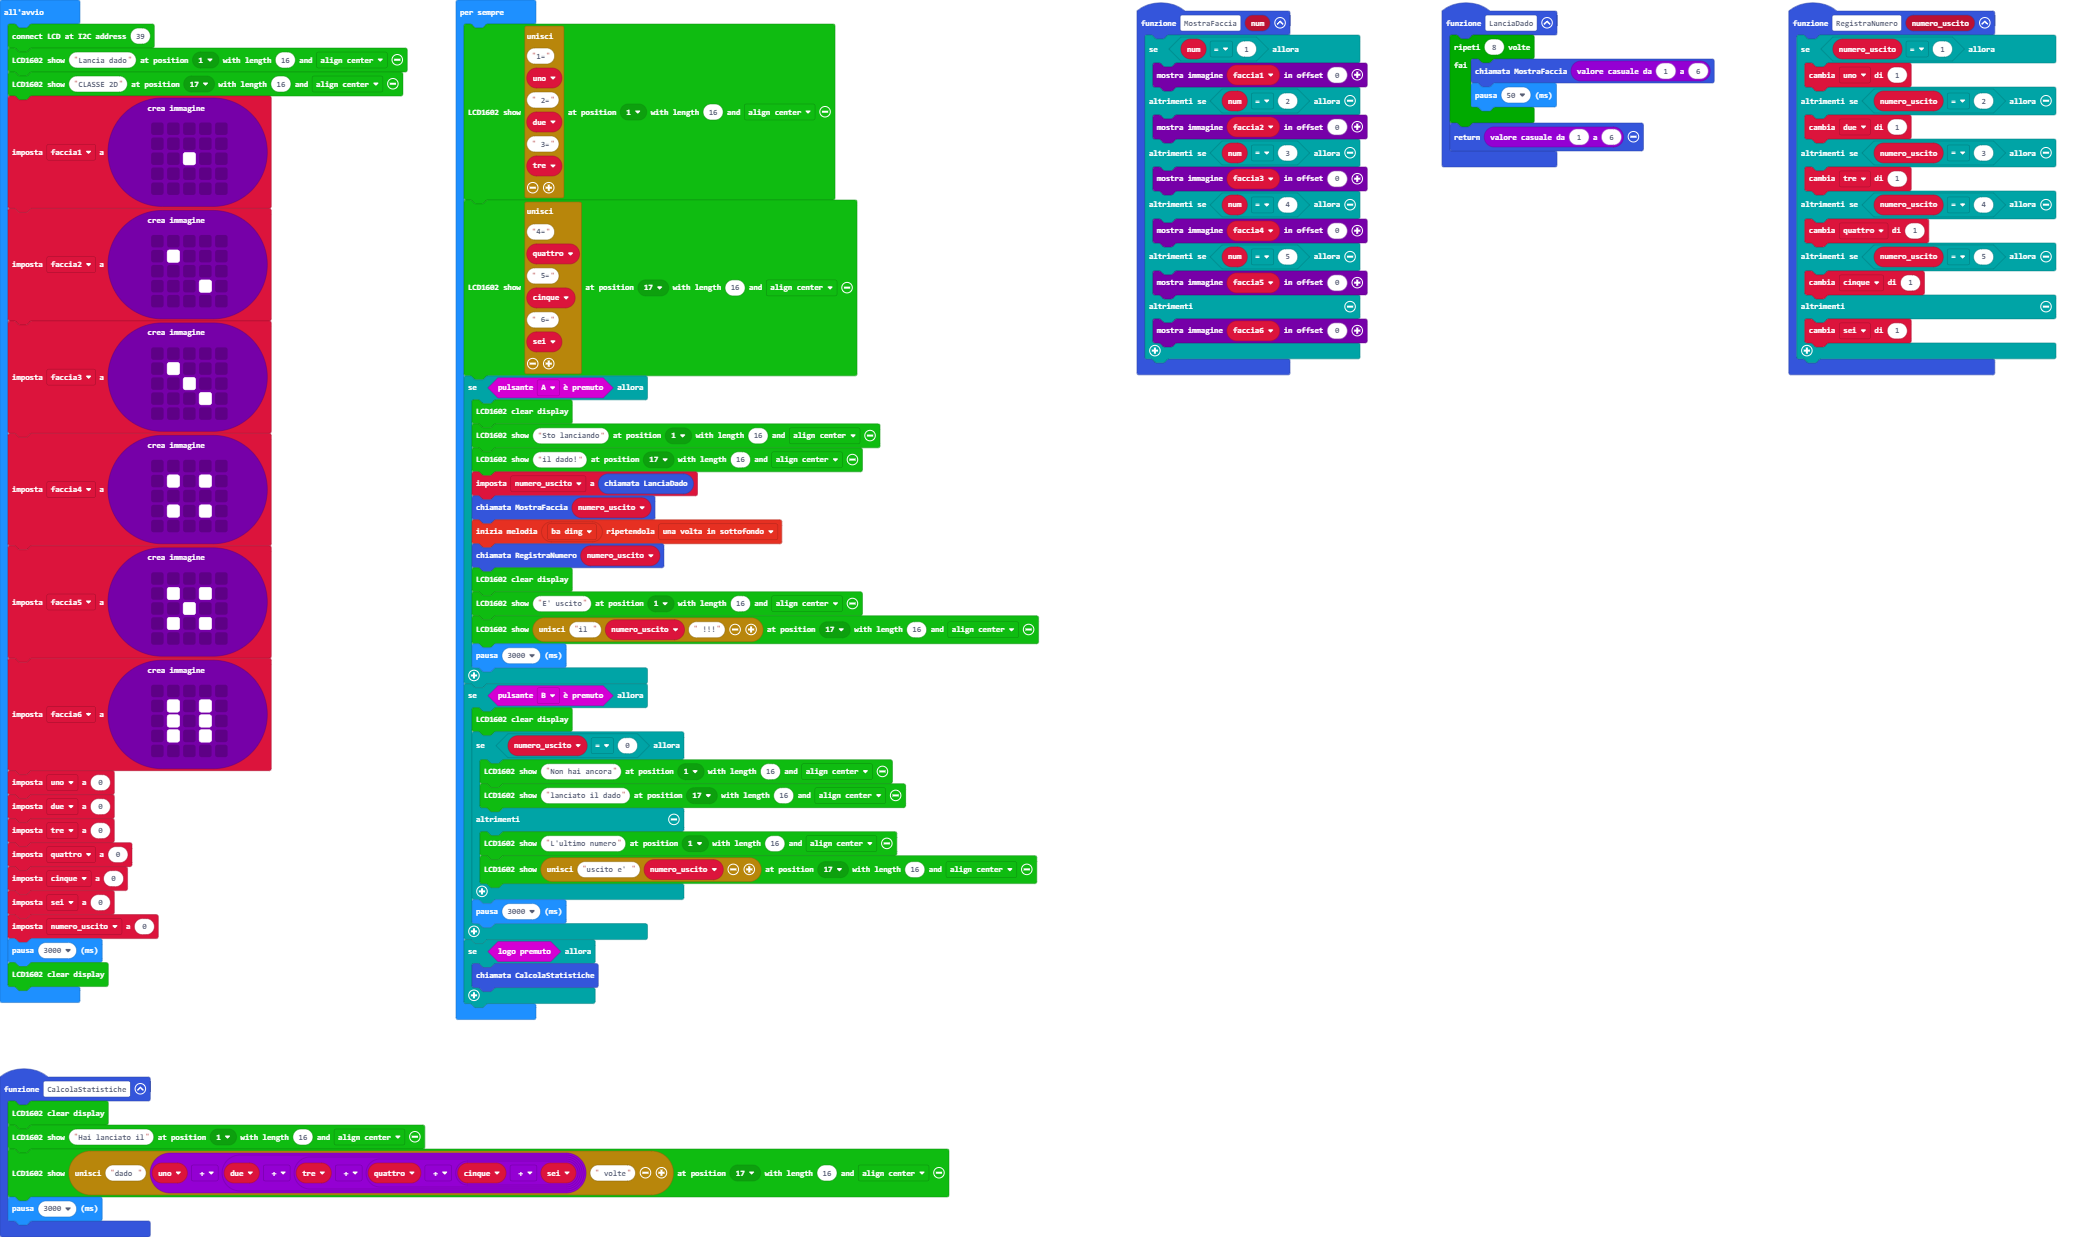 all'avvio
connect LCD at I2C address 39
LCD1602 show "Lancia dado" at position 1 with length 16 and align center
LCD1602 show "CLASSE 2D" at position 17 with length 16 and align center
crea immagine
imposta faccia1 a
crea immagine
imposta faccia2 a
crea immagine
imposta faccia3 a
crea immagine
imposta faccia4 a
crea immagine
imposta faccia5 a
crea immagine
imposta faccia6 a
imposta uno a 0
imposta due a 0
imposta tre a 0
imposta quattro a 0
imposta cinque a 0
imposta sei a 0
imposta numero_uscito a 0
pausa 3000 (ms)
LCD1602 clear display
per sempre
unisci
"1="
uno
" 2="
LCD1602 show due at position 1 with length 16 and align center
" 3="
tre
unisci
"4="
quattro
" 5="
LCD1602 show at position 17 with length 16 and align center
cinque
" 6="
sei
se pulsante A è premuto allora
LCD1602 clear display
LCD1602 show "Sto lanciando" at position 1 with length 16 and align center
LCD1602 show "il dado!" at position 17 with length 16 and align center
imposta numero_uscito a chiamata LanciaDado
chiamata MostraFaccia numero_uscito
inizia melodia ba ding ripetendola una volta in sottofondo
chiamata RegistraNumero numero_uscito
LCD1602 clear display
LCD1602 show "E' uscito" at position 1 with length 16 and align center
LCD1602 show unisci "il " numero_uscito " !!!" at position 17 with length 16 and align center
pausa 3000 (ms)
se pulsante B è premuto allora
LCD1602 clear display
se numero_uscito = 0 allora
LCD1602 show "Non hai ancora" at position 1 with length 16 and align center
LCD1602 show "lanciato il dado" at position 17 with length 16 and align center
altrimenti
LCD1602 show "L'ultimo numero" at position 1 with length 16 and align center
LCD1602 show unisci "uscito e' " numero_uscito at position 17 with length 16 and align center
pausa 3000 (ms)
se logo premuto allora
chiamata CalcolaStatistiche
funzione MostraFaccia num
se num = 1 allora
mostra immagine faccia1 in offset 0
altrimenti se num = 2 allora
mostra immagine faccia2 in offset 0
altrimenti se num = 3 allora
mostra immagine faccia3 in offset 0
altrimenti se num = 4 allora
mostra immagine faccia4 in offset 0
altrimenti se num = 5 allora
mostra immagine faccia5 in offset 0
altrimenti
mostra immagine faccia6 in offset 0
funzione LanciaDado
ripeti 8 volte
fai
chiamata MostraFaccia valore casuale da 1 a 6
pausa 50 (ms)
return valore casuale da 1 a 6
funzione RegistraNumero numero_uscito
se numero_uscito = 1 allora
cambia uno di 1
altrimenti se numero_uscito = 2 allora
cambia due di 1
altrimenti se numero_uscito = 3 allora
cambia tre di 1
altrimenti se numero_uscito = 4 allora
cambia quattro di 1
altrimenti se numero_uscito = 5 allora
cambia cinque di 1
altrimenti
cambia sei di 1
funzione CalcolaStatistiche
LCD1602 clear display
LCD1602 show "Hai lanciato il" at position 1 with length 16 and align center
LCD1602 show unisci "dado " uno + due + tre + quattro + cinque + sei " volte" at position 17 with length 16 and align center
pausa 3000 (ms)